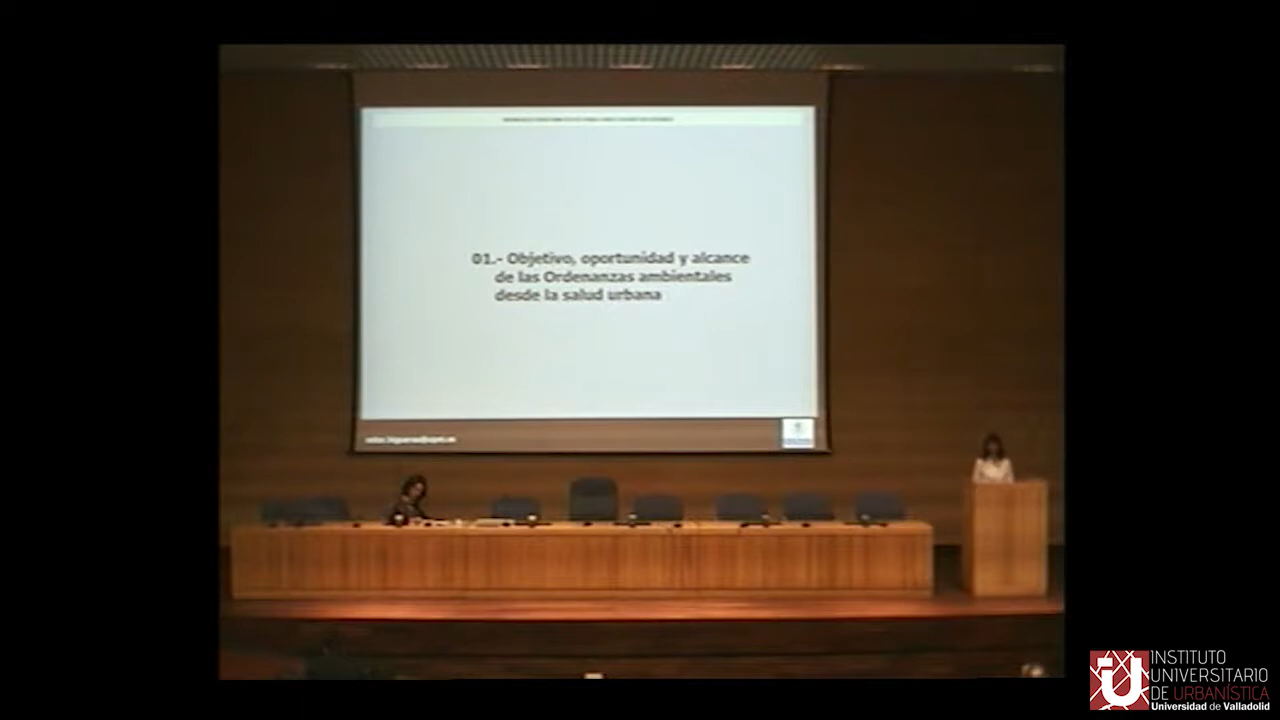 01.- Objetivo, oportunidad y alcance
de las Ordenanzas ambientales
desde la salud urbana
INSTITUTO
UNIVERSITARIO
DE URBANÍSTICA
Universidad de Valladolid